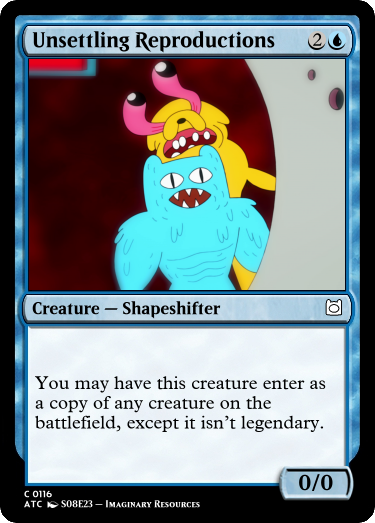 Unsettling Reproductions 2
Creature — Shapeshifter
You may have this creature enter as
a copy of any creature on the
battlefield, except it isn't legendary.
0/0
C 0116
ATC S08E23 — Imaginary Resources